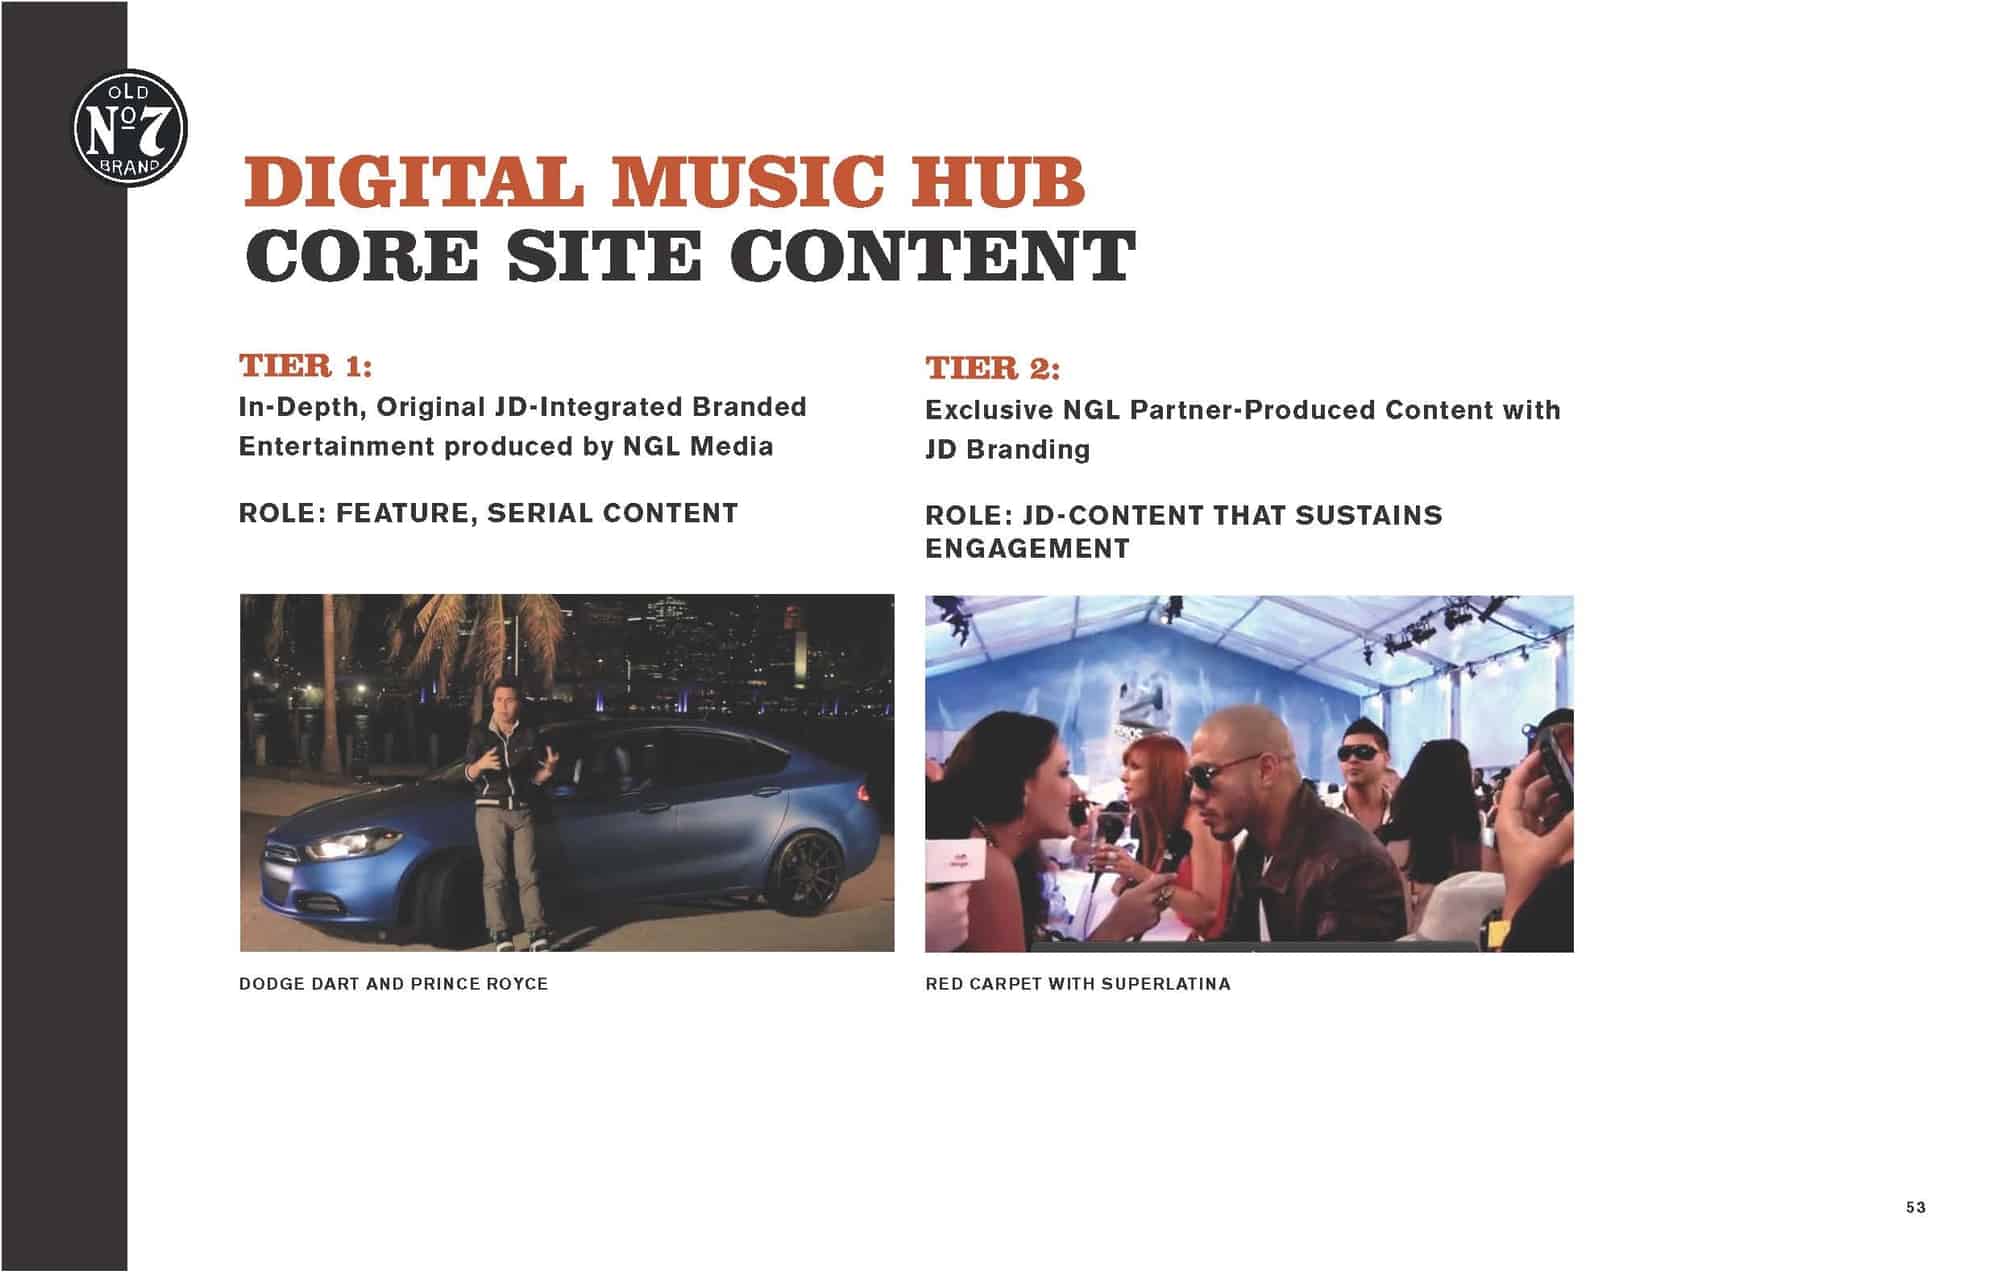 OLD
Nº7
BRAND
DIGITAL MUSIC HUB
CORE SITE CONTENT
TIER 1:
In-Depth, Original JD-Integrated Branded
Entertainment produced by NGL Media
ROLE: FEATURE, SERIAL CONTENT
DODGE DART AND PRINCE ROYCE
TIER 2:
Exclusive NGL Partner-Produced Content with
JD Branding
ROLE: JD-CONTENT THAT SUSTAINS
ENGAGEMENT
RED CARPET WITH SUPERLATINA
53